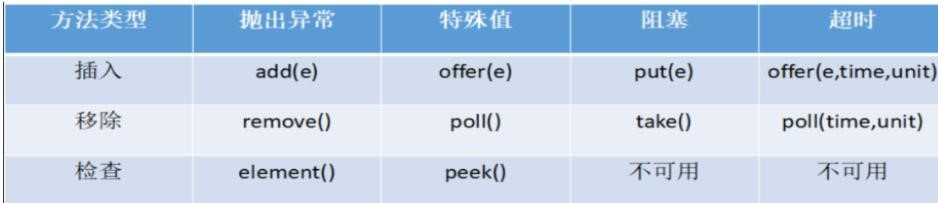 方法类型 抛出异常 特殊值 阻塞 超时
插入 add(e) offer(e) put(e) offer(e,time,unit)
移除 remove() poll() take() poll(time,unit)
检查 element() peek() 不可用 不可用